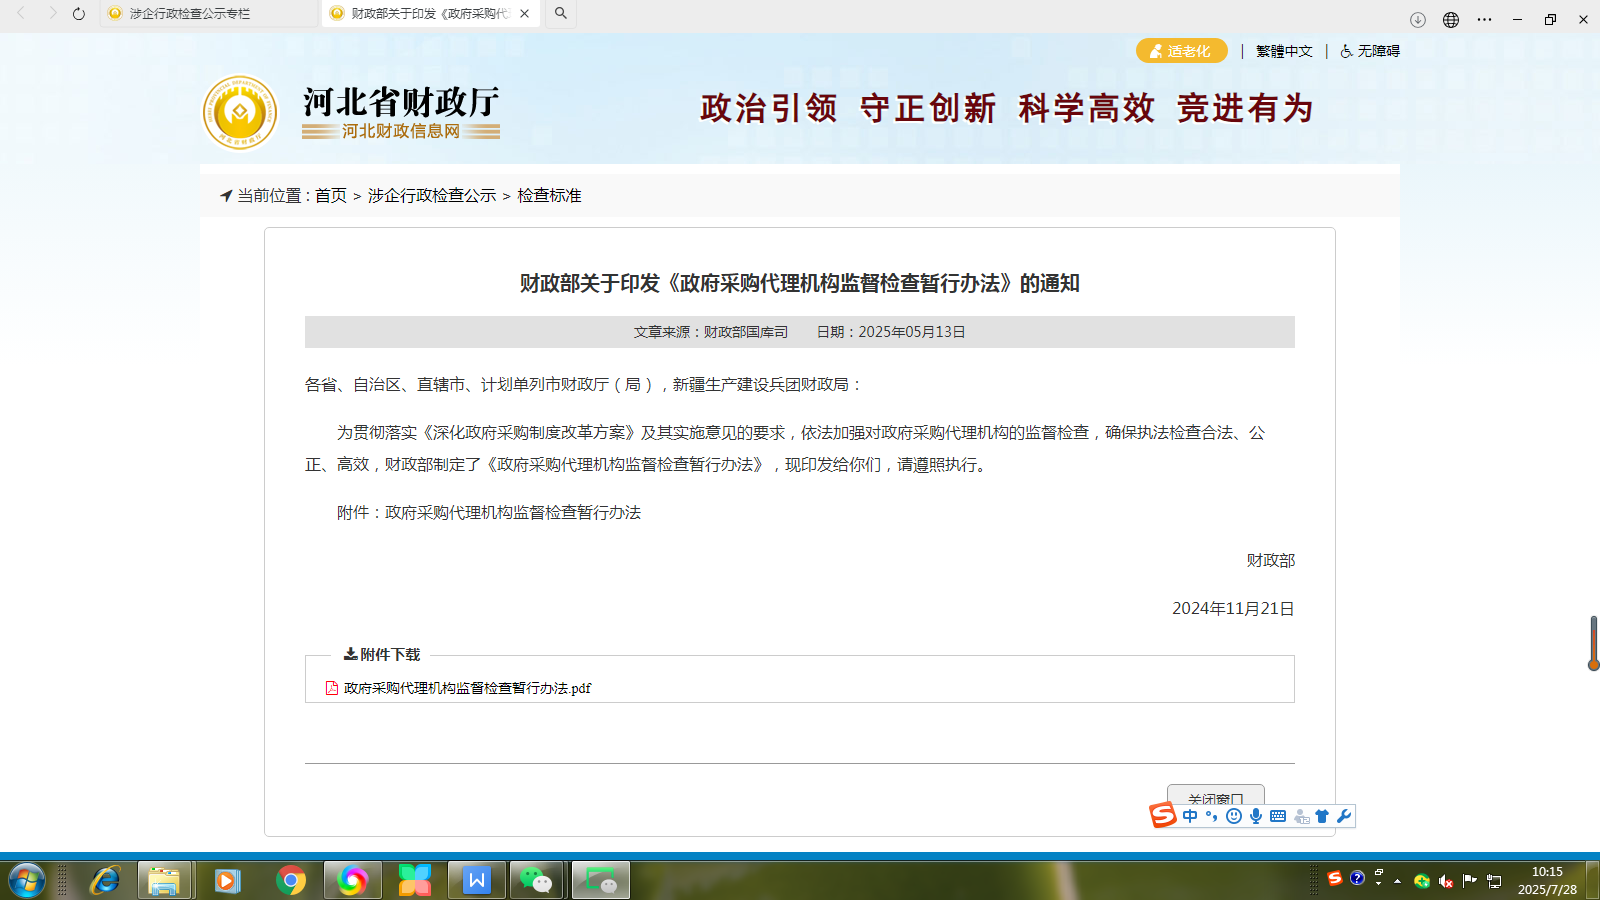 涉企行政检查公示专栏
财政部关于印发《政府采购代
适老化 | 繁體中文 | 无障碍
河北省财政厅
河北财政信息网
政治引领 守正创新 科学高效 竞进有为
当前位置：首页 > 涉企行政检查公示 > 检查标准
财政部关于印发《政府采购代理机构监督检查暂行办法》的通知
文章来源：财政部国库司 日期：2025年05月13日
各省、自治区、直辖市、计划单列市财政厅（局），新疆生产建设兵团财政局：
为贯彻落实《深化政府采购制度改革方案》及其实施意见的要求，依法加强对政府采购代理机构的监督检查，确保执法检查合法、公
正、高效，财政部制定了《政府采购代理机构监督检查暂行办法》，现印发给你们，请遵照执行。
附件：政府采购代理机构监督检查暂行办法
财政部
2024年11月21日
附件下载
政府采购代理机构监督检查暂行办法.pdf
关闭窗口
中
10:15
2025/7/28